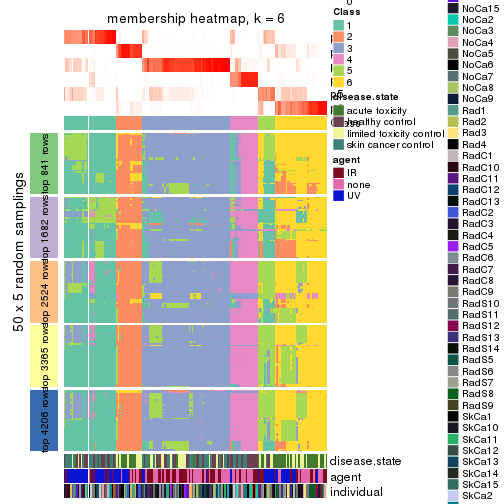 membership heatmap, k = 6
50 x 5 random samplings
top 841 rows
top 1682 rows
top 2524 rows
top 3365 rows
top 4206 rows
disease.state
agent
individual
0
Class
1
2
3
4
5
6
disease.state
acute toxicity
healthy control
limited toxicity control
skin cancer control
agent
IR
none
UV
NoCa15
NoCa2
NoCa3
NoCa4
NoCa5
NoCa6
NoCa7
NoCa8
NoCa9
Rad1
Rad2
Rad3
Rad4
RadC1
RadC10
RadC11
RadC12
RadC13
RadC2
RadC3
RadC4
RadC5
RadC6
RadC7
RadC8
RadC9
RadS10
RadS11
RadS12
RadS13
RadS14
RadS5
RadS6
RadS7
RadS8
RadS9
SkCa1
SkCa10
SkCa11
SkCa12
SkCa13
SkCa14
SkCa15